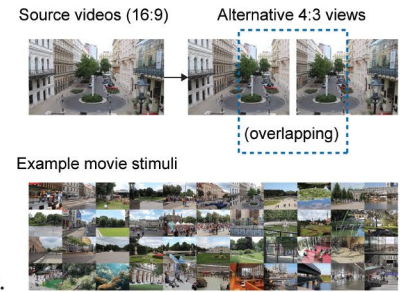 Source videos (16:9)
Alternative 4:3 views
(overlapping)
Example movie stimuli